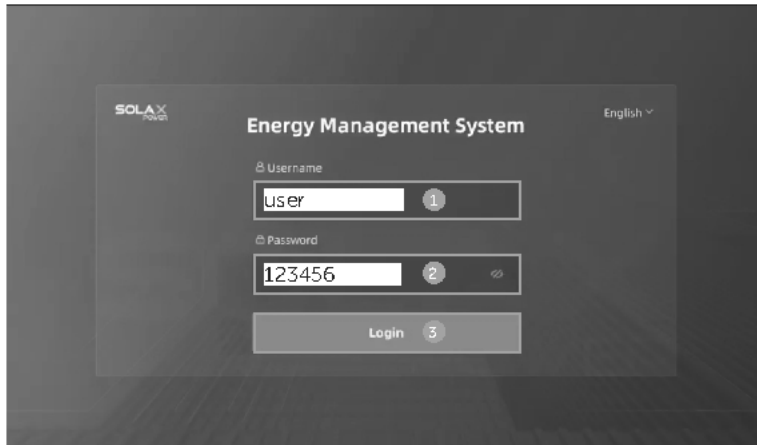 SOLAX
POWER
English
Energy Management System
Username
user
1
Password
123456
2
Login
3